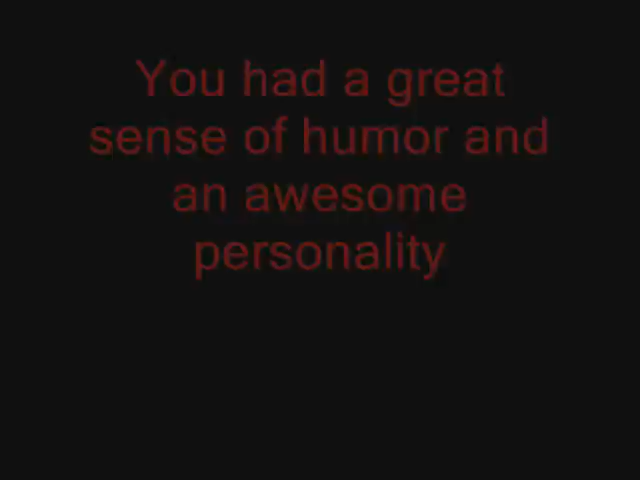 You had a great
sense of humor and
an awesome
personality